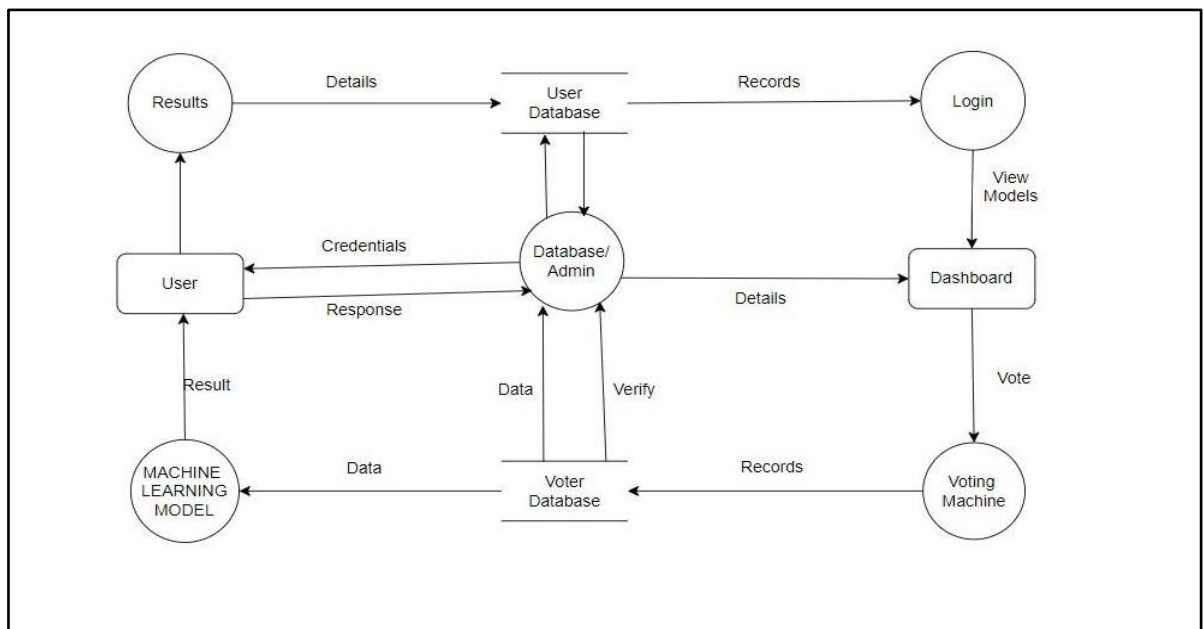 Details
Records
Results
User
Database
Login
View
Models
Credentials
Database/
Admin
User
Dashboard
Response
Details
Result
Data
Verify
Vote
MACHINE
LEARNING
MODEL
Data
Voter
Database
Records
Voting
Machine